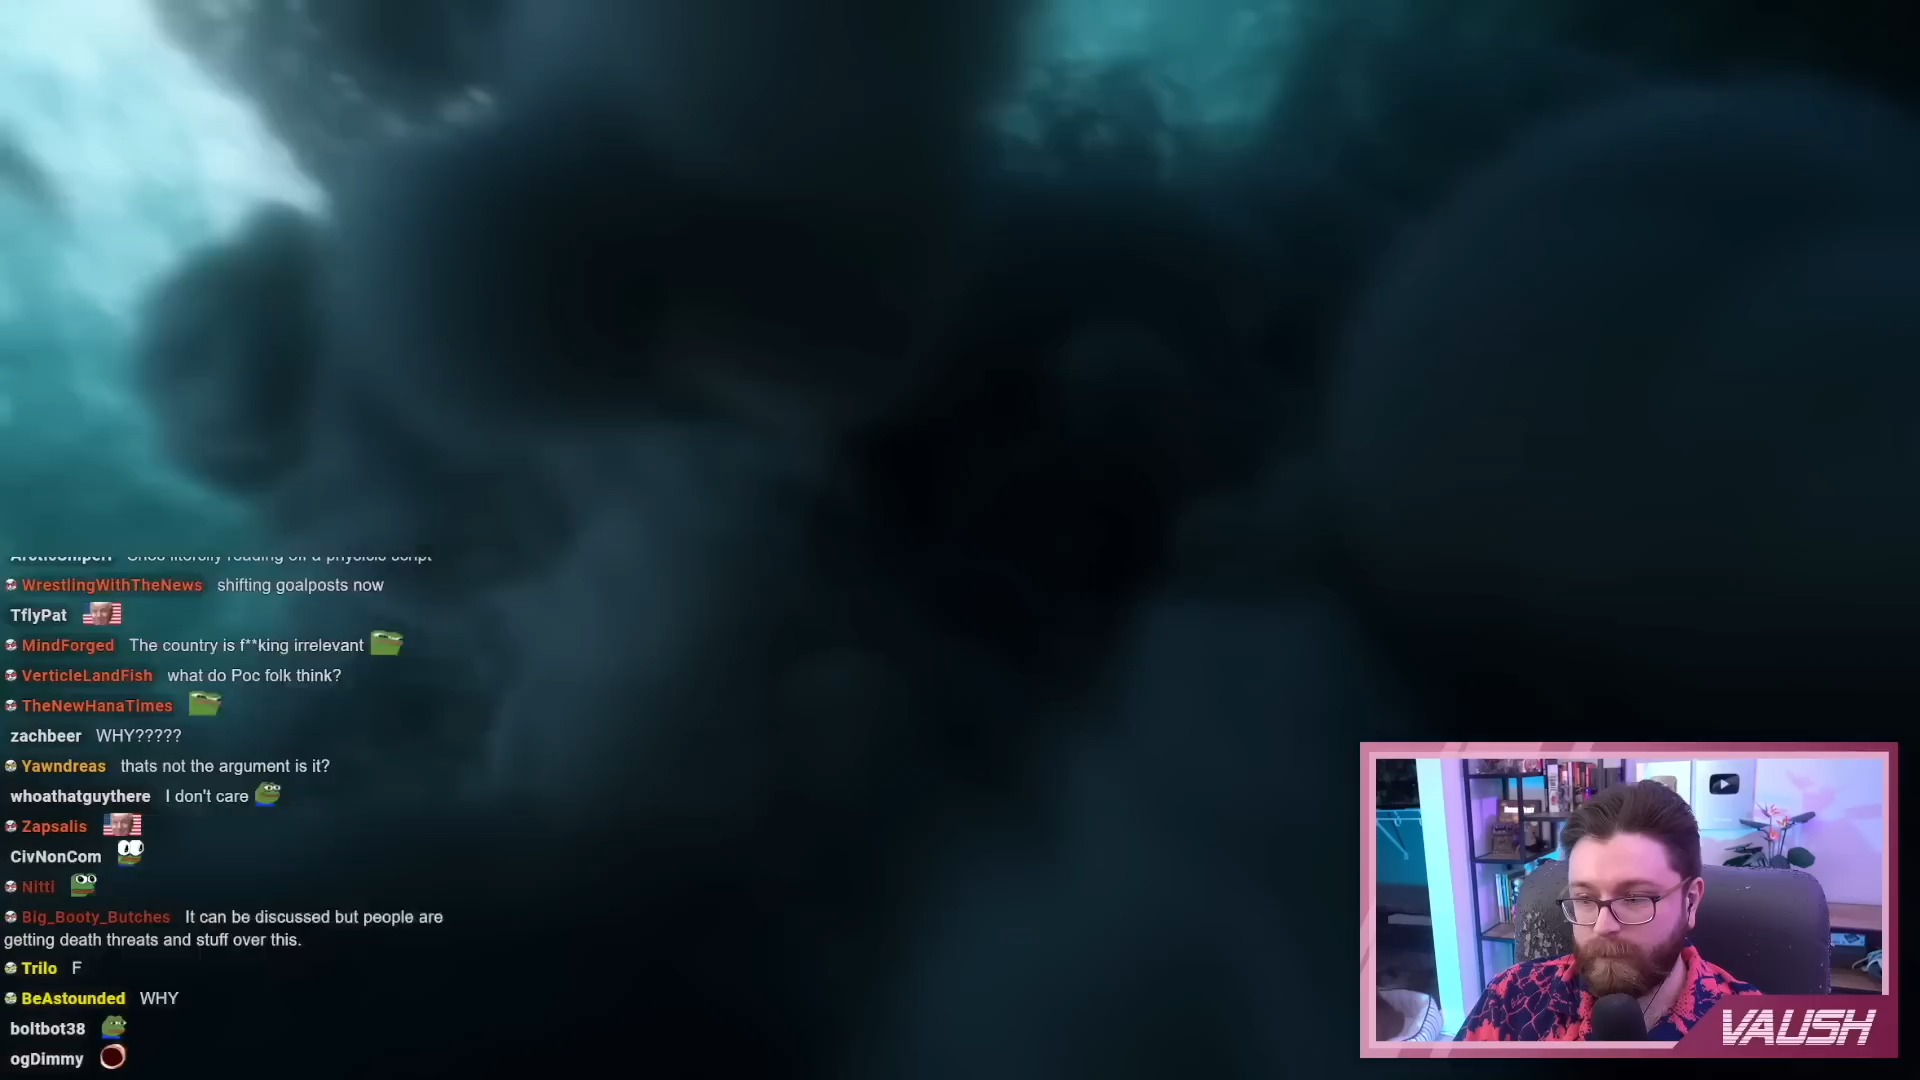 WrestlingWithTheNews shifting goalposts now
TflyPat
MindForged The country is f**king irrelevant
VerticleLandFish what do Poc folk think?
TheNewHanaTimes
zachbeer WHY?????
Yawndreas thats not the argument is it?
whoathatguythere I don't care
Zapsalis
CivNonCom
Nitti
Big_Booty_Butches It can be discussed but people are
getting death threats and stuff over this.
Trilo F
BeAstounded WHY
boltbot38
ogDimmy
VAUSH